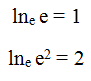 lnₑ e = 1
lnₑ e² = 2